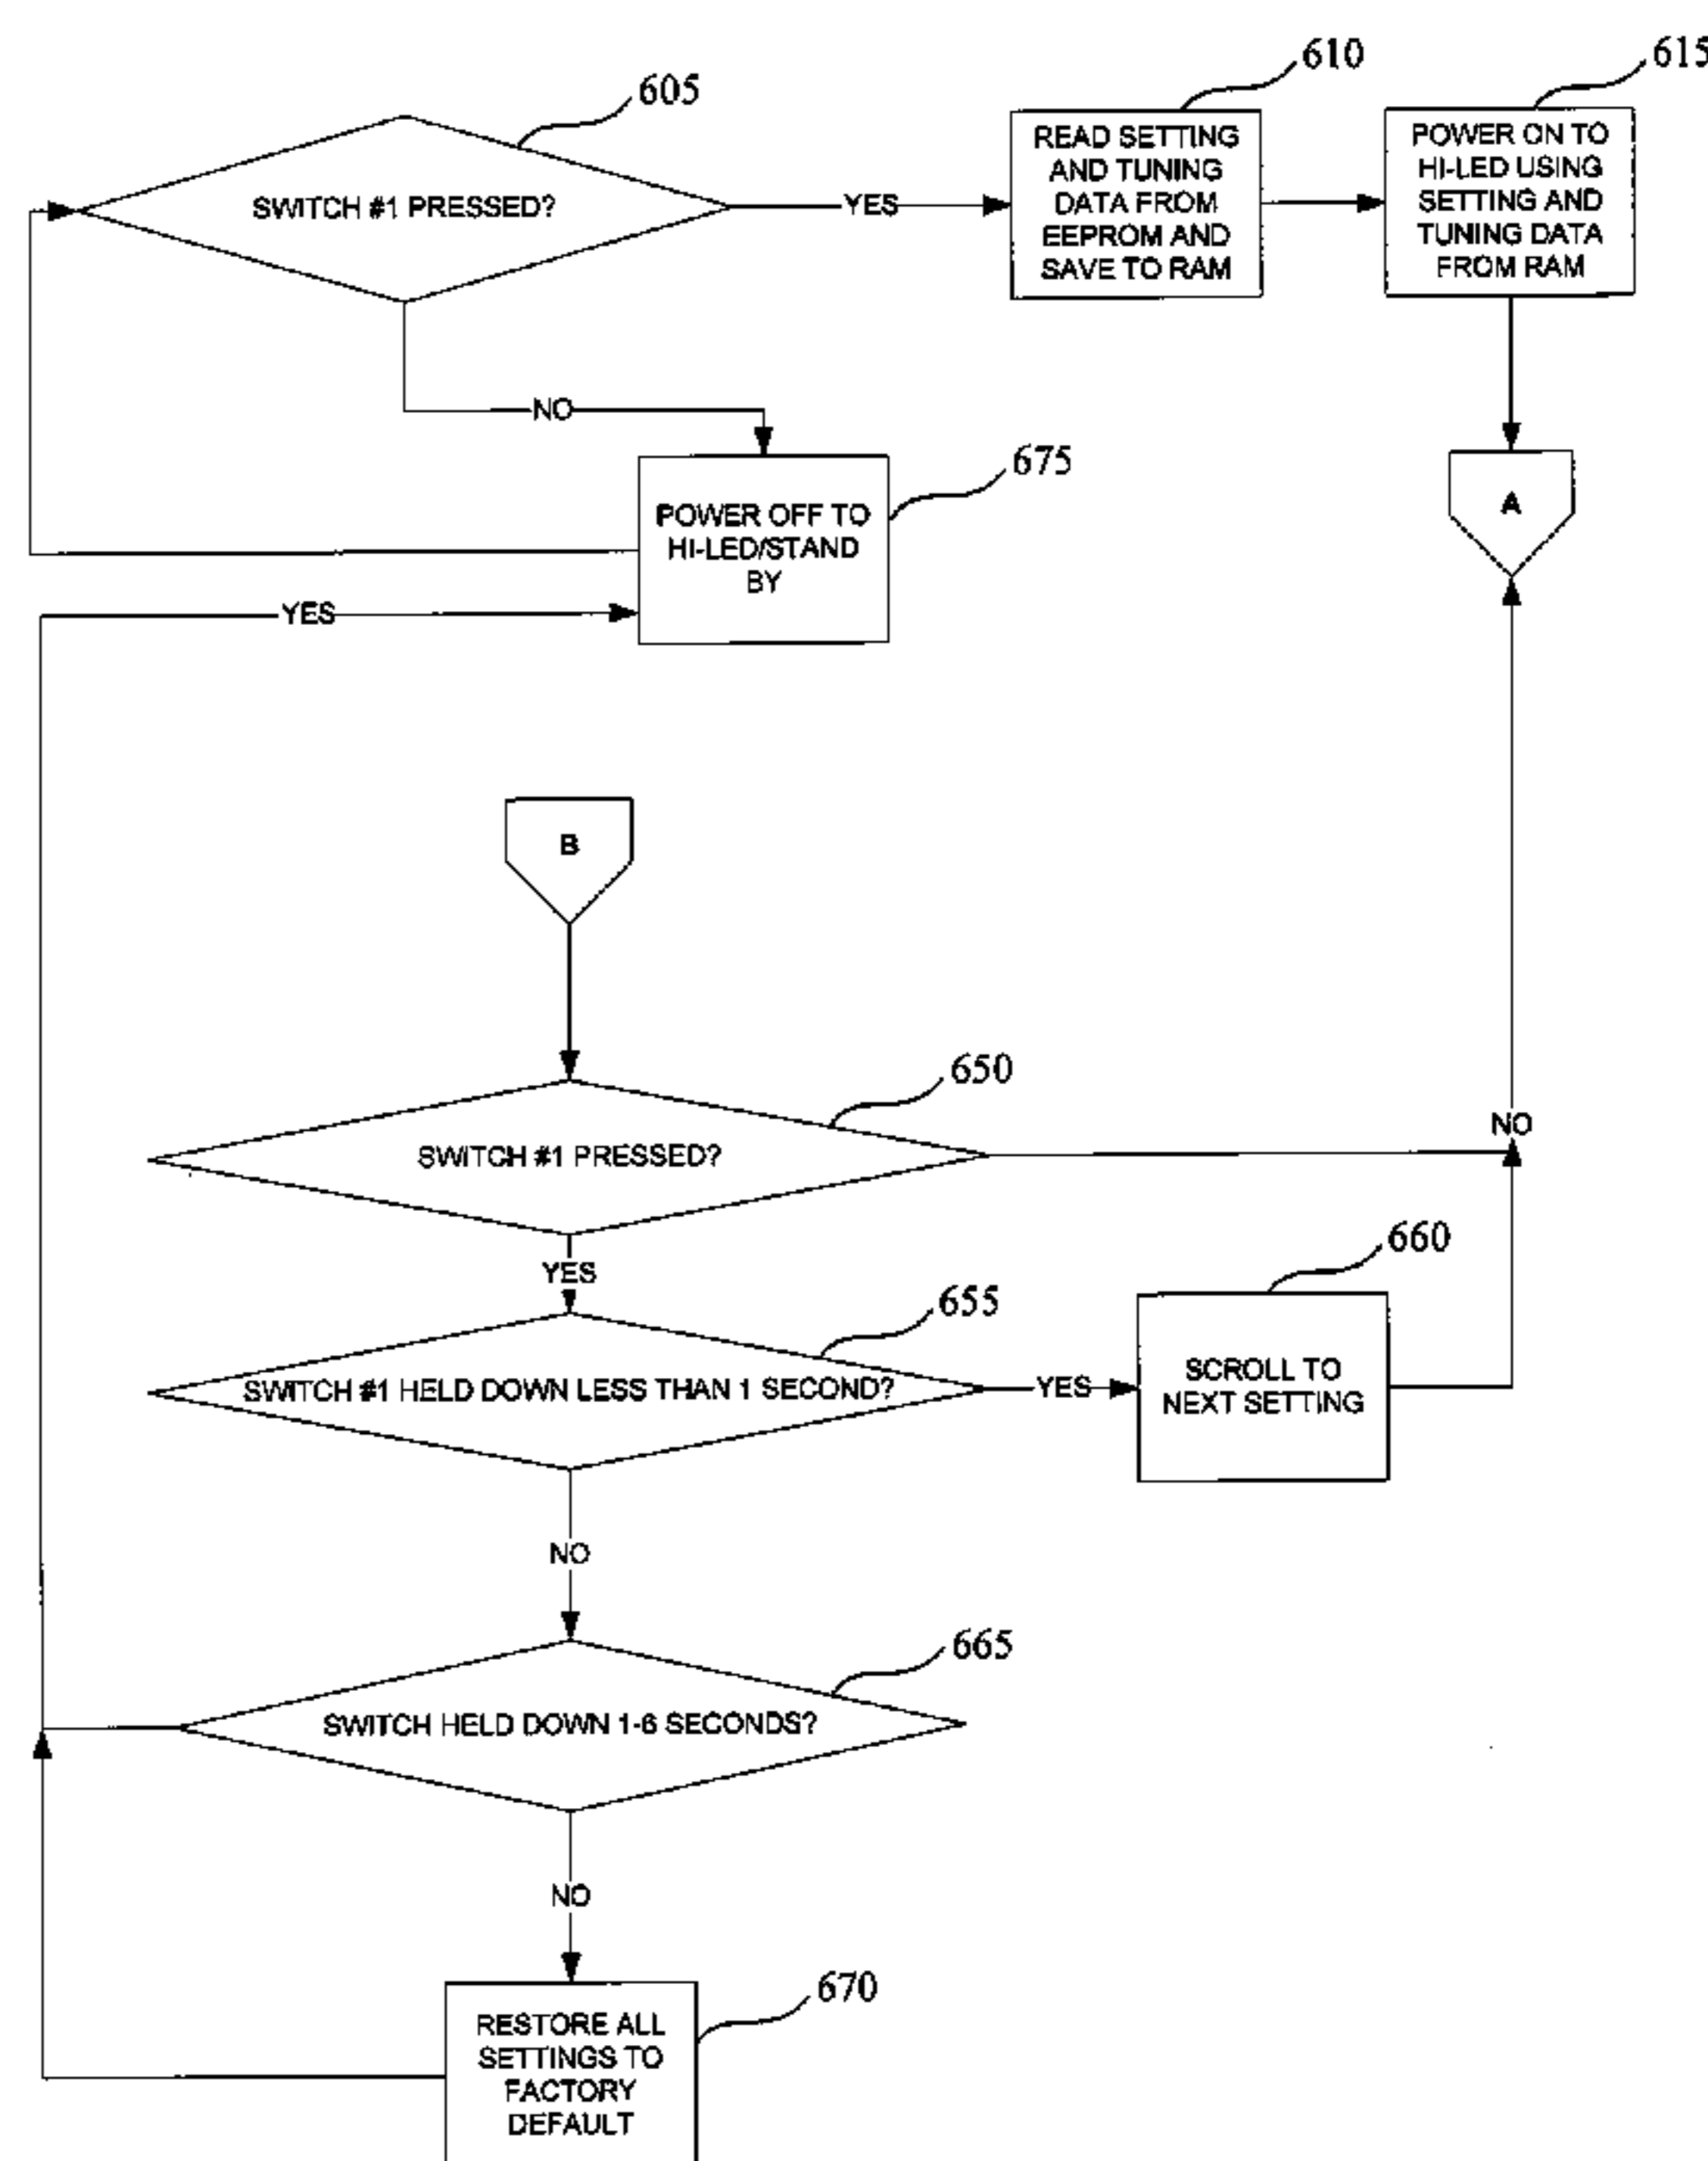 605
610
615
SWITCH #1 PRESSED?
YES
READ SETTING
AND TUNING
DATA FROM
EEPROM AND
SAVE TO RAM
POWER ON TO
HI-LED USING
SETTING AND
TUNING DATA
FROM RAM
NO
675
POWER OFF TO
HI-LED/STAND
BY
A
YES
B
650
SWITCH #1 PRESSED?
NO
YES
655
SWITCH #1 HELD DOWN LESS THAN 1 SECOND?
YES
660
SCROLL TO
NEXT SETTING
NO
665
SWITCH HELD DOWN 1-6 SECONDS?
NO
670
RESTORE ALL
SETTINGS TO
FACTORY
DEFAULT